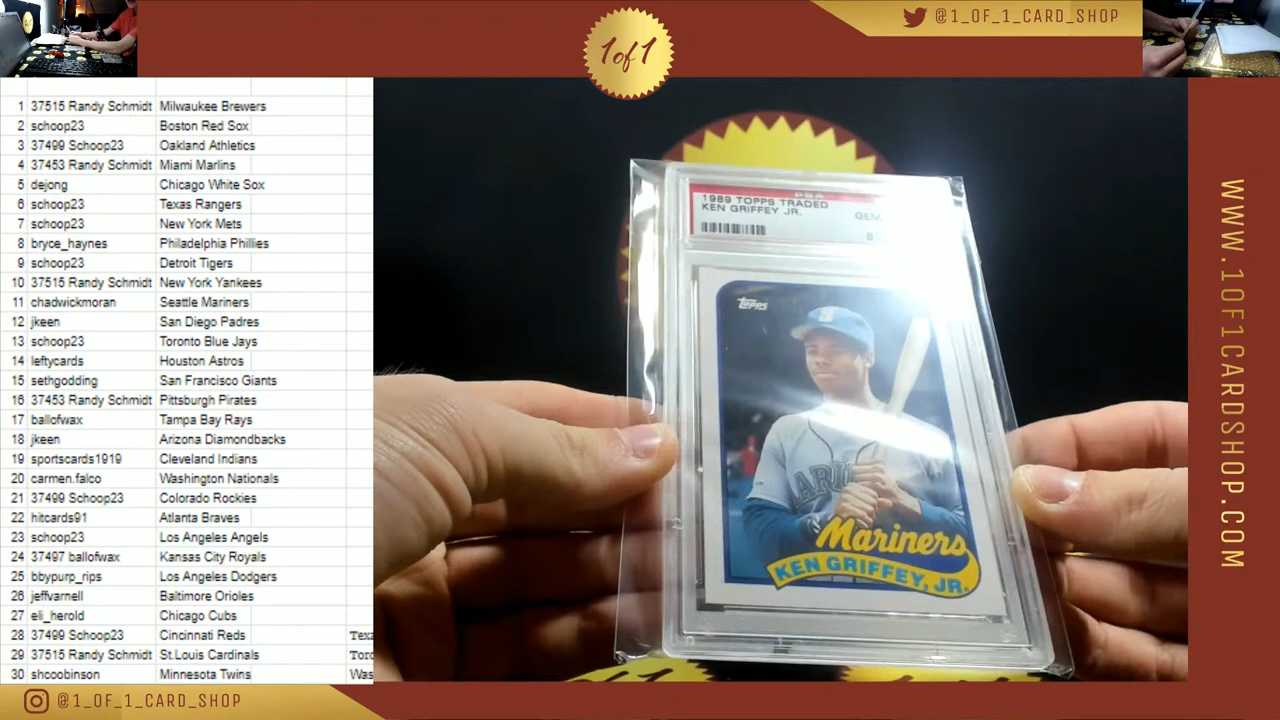 1of1
@1_OF_1_CARD_SHOP
1 37515 Randy Schmidt Milwaukee Brewers
2 schoop23 Boston Red Sox
3 37499 Schoop23 Oakland Athletics
4 37453 Randy Schmidt Miami Marlins
5 dejong Chicago White Sox
6 schoop23 Texas Rangers
7 schoop23 New York Mets
8 bryce_haynes Philadelphia Phillies
9 schoop23 Detroit Tigers
10 37515 Randy Schmidt New York Yankees
11 chadwickmoran Seattle Mariners
12 jkeen San Diego Padres
13 schoop23 Toronto Blue Jays
14 leftycards Houston Astros
15 sethgodding San Francisco Giants
16 37453 Randy Schmidt Pittsburgh Pirates
17 ballofwax Tampa Bay Rays
18 jkeen Arizona Diamondbacks
19 sportscards1919 Cleveland Indians
20 carmen.falco Washington Nationals
21 37499 Schoop23 Colorado Rockies
22 hitcards91 Atlanta Braves
23 schoop23 Los Angeles Angels
24 37497 ballofwax Kansas City Royals
25 bbypurp_rips Los Angeles Dodgers
26 jeffvarnell Baltimore Orioles
27 eli_herold Chicago Cubs
28 37499 Schoop23 Cincinnati Reds
29 37515 Randy Schmidt St.Louis Cardinals
30 shcoobinson Minnesota Twins
PSA
1989 TOPPS TRADED
KEN GRIFFEY JR.
GEM
Topps
Mariners
KEN GRIFFEY, JR.
WWW.1OF1CARDSHOP.COM
@1_OF_1_CARD_SHOP